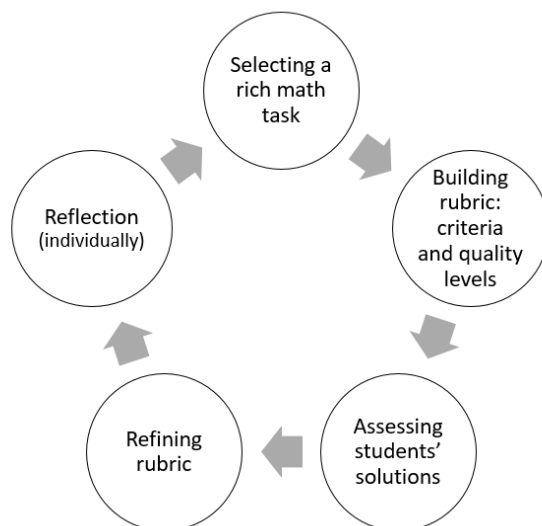 Selecting a
rich math
task
Building
rubric:
criteria
and quality
levels
Assessing
students’
solutions
Refining
rubric
Reflection
(individually)